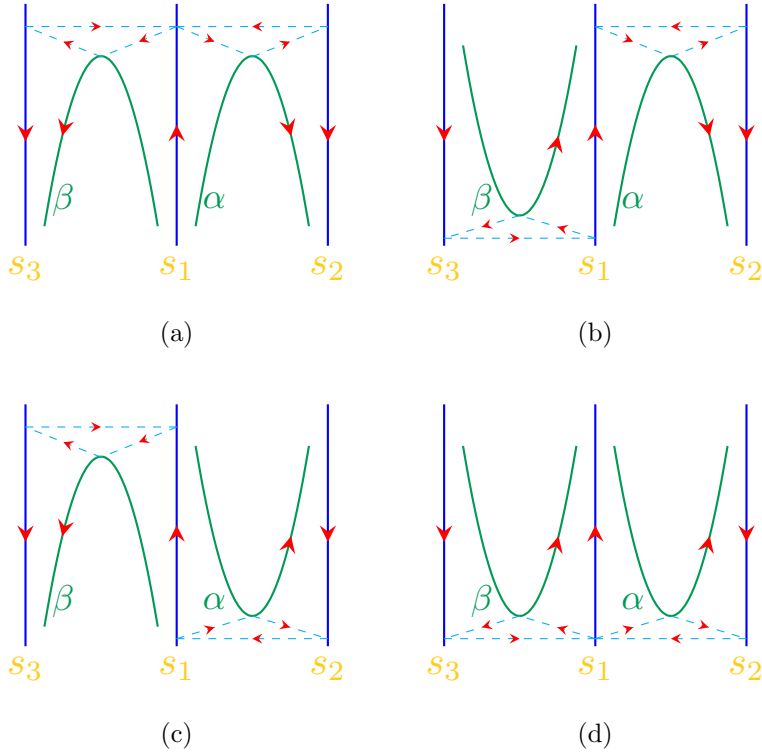 β α β α
s₃ s₁ s₂ s₃ s₁ s₂
(a) (b)
β α β α
s₃ s₁ s₂ s₃ s₁ s₂
(c) (d)